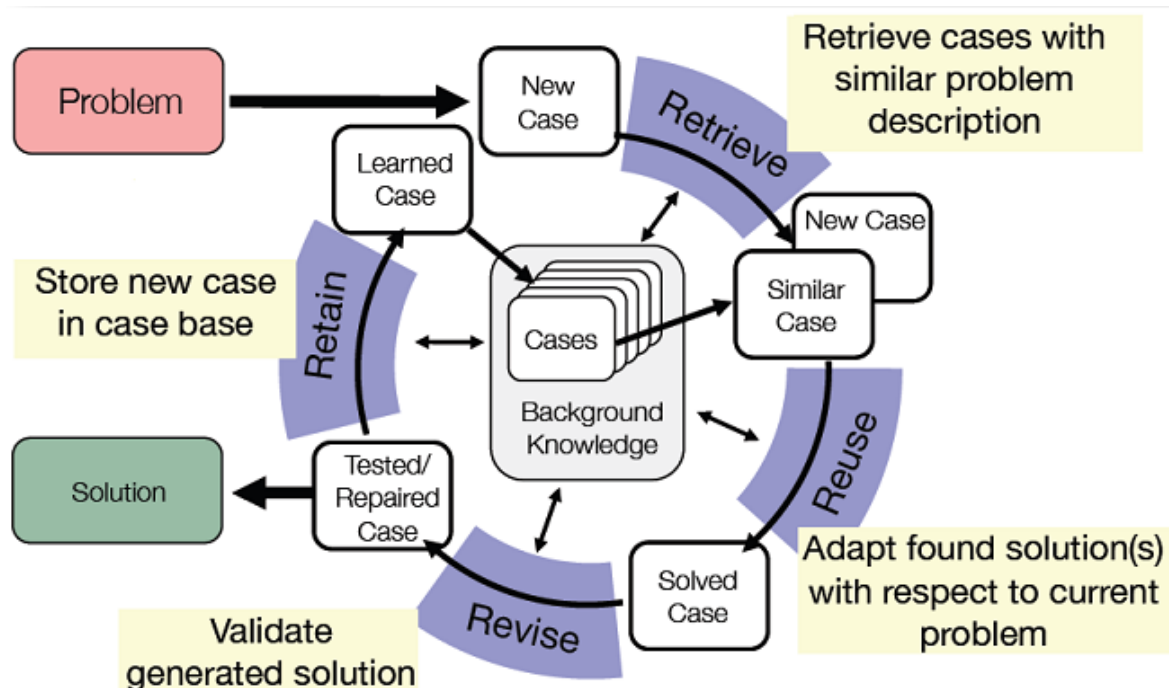 Problem
New
Case
Retrieve
Retrieve cases with
similar problem
description
Learned
Case
New Case
Similar
Case
Store new case
in case base
Retain
Cases
Background
Knowledge
Reuse
Solution
Tested/
Repaired
Case
Adapt found solution(s)
with respect to current
problem
Solved
Case
Revise
Validate
generated solution